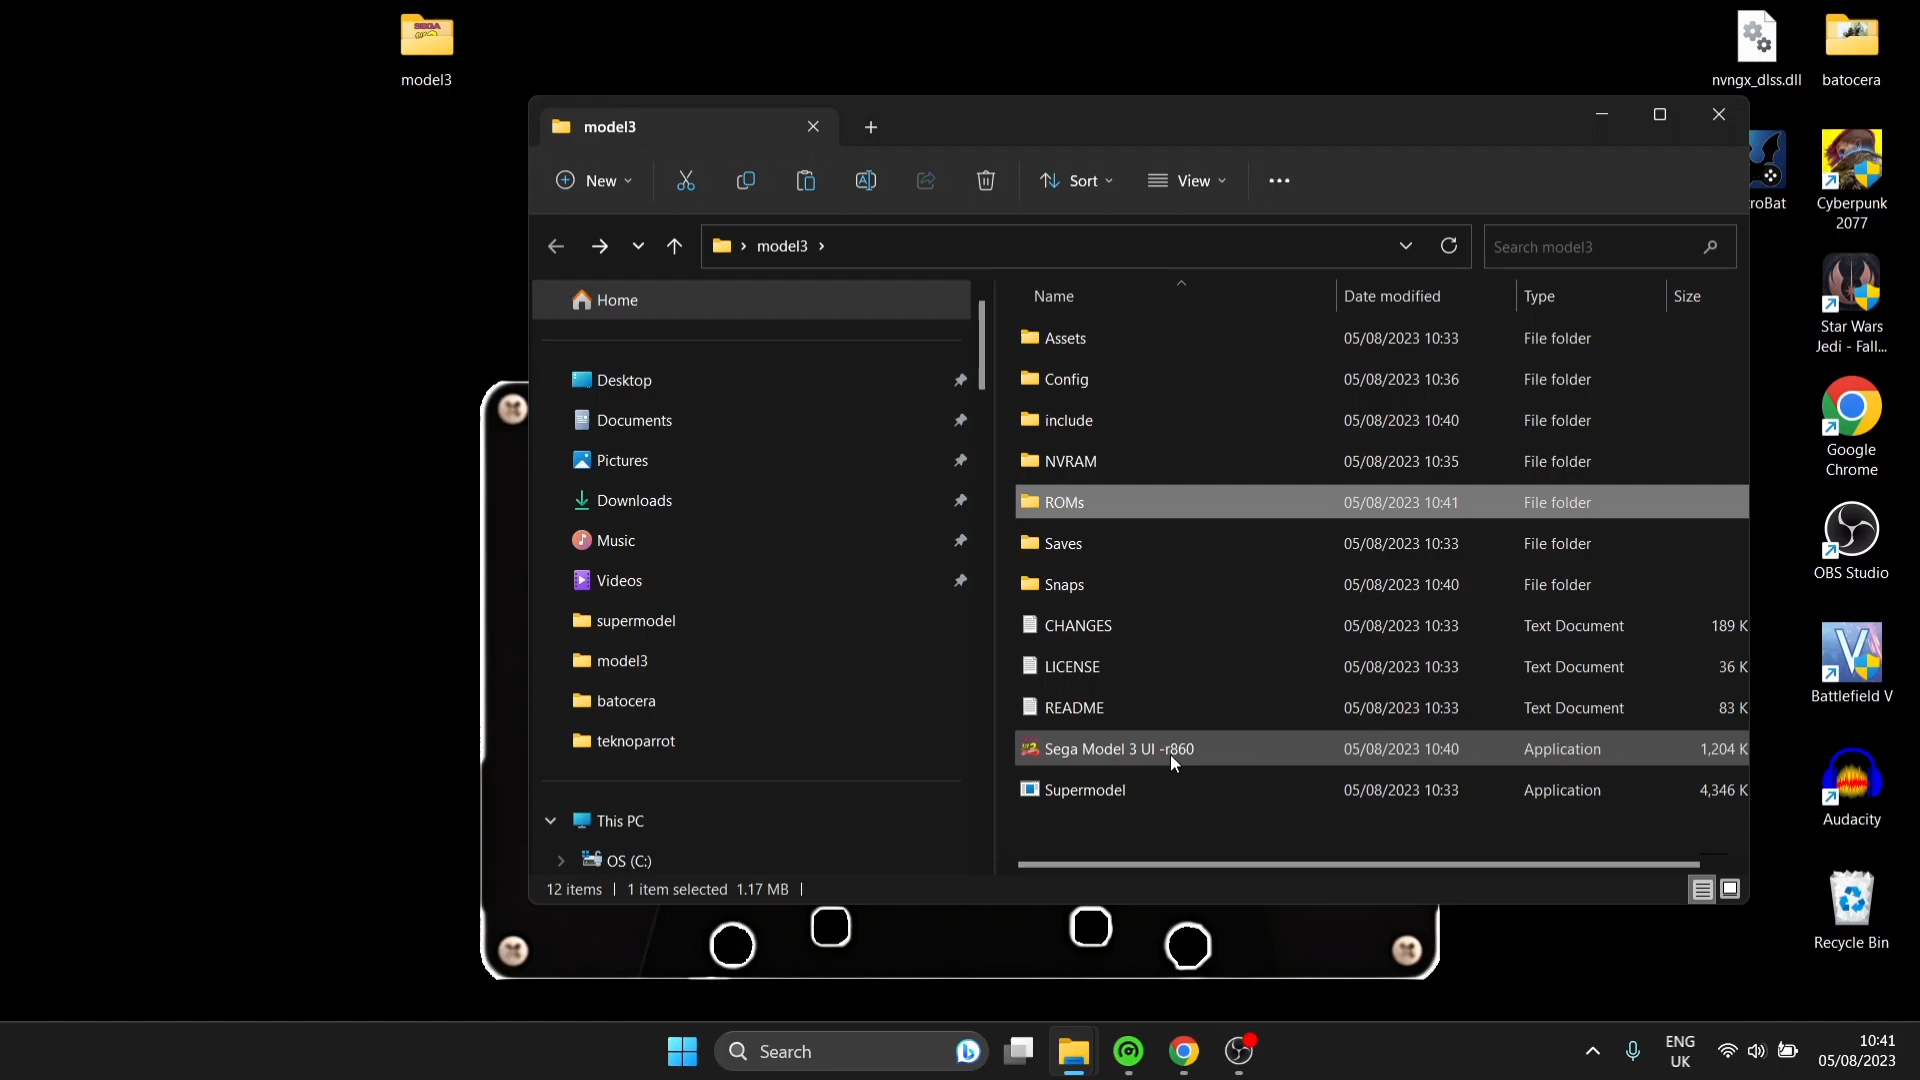 SEGA
model3
nvngx_dlss.dll
batocera
roBat
Cyberpunk
2077
Star Wars
Jedi - Fall...
Google
Chrome
OBS Studio
Battlefield V
Audacity
Recycle Bin
model3
New
Sort
View
model3
Search model3
Home
Desktop
Documents
Pictures
Downloads
Music
Videos
supermodel
model3
batocera
teknoparrot
This PC
OS (C:)
Name Date modified Type Size
Assets 05/08/2023 10:33 File folder
Config 05/08/2023 10:36 File folder
include 05/08/2023 10:40 File folder
NVRAM 05/08/2023 10:35 File folder
ROMs 05/08/2023 10:41 File folder
Saves 05/08/2023 10:33 File folder
Snaps 05/08/2023 10:40 File folder
CHANGES 05/08/2023 10:33 Text Document 189 K
LICENSE 05/08/2023 10:33 Text Document 36 K
README 05/08/2023 10:33 Text Document 83 K
Sega Model 3 UI -r860 05/08/2023 10:40 Application 1,204 K
Supermodel 05/08/2023 10:33 Application 4,346 K
12 items 1 item selected 1.17 MB
Search
ENG
UK
10:41
05/08/2023